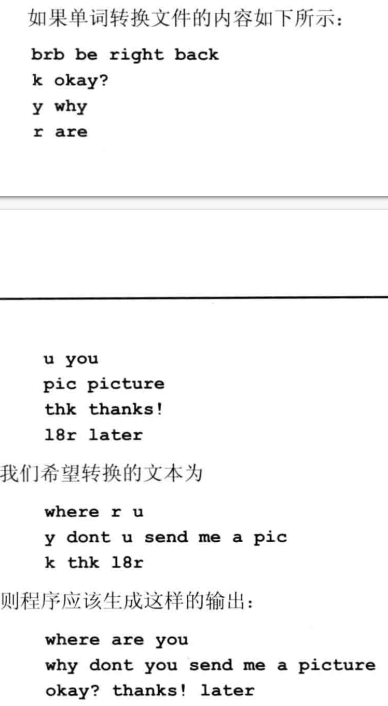 如果单词转换文件的内容如下所示：
brb be right back
k okay?
y why
r are
u you
pic picture
thk thanks!
l8r later
我们希望转换的文本为
where r u
y dont u send me a pic
k thk l8r
则程序应该生成这样的输出：
where are you
why dont you send me a picture
okay? thanks! later